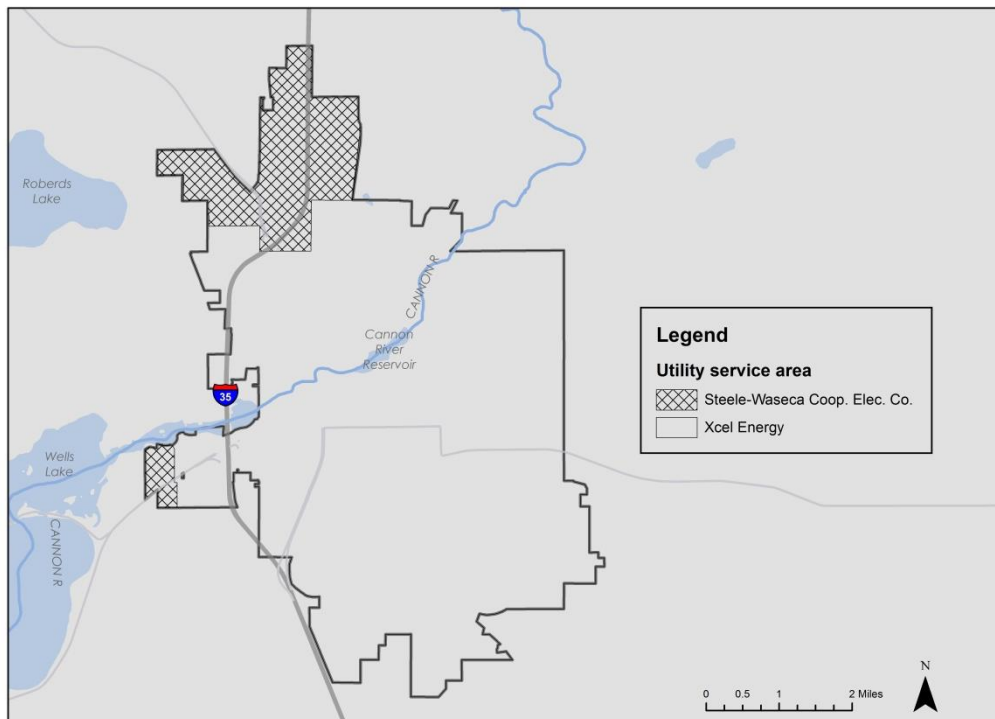 Roberds
Lake
CANNON R
Cannon
River
Reservoir
35
Wells
Lake
CANNON R
Legend
Utility service area
Steele-Waseca Coop. Elec. Co.
Xcel Energy
0 0.5 1 2 Miles
N